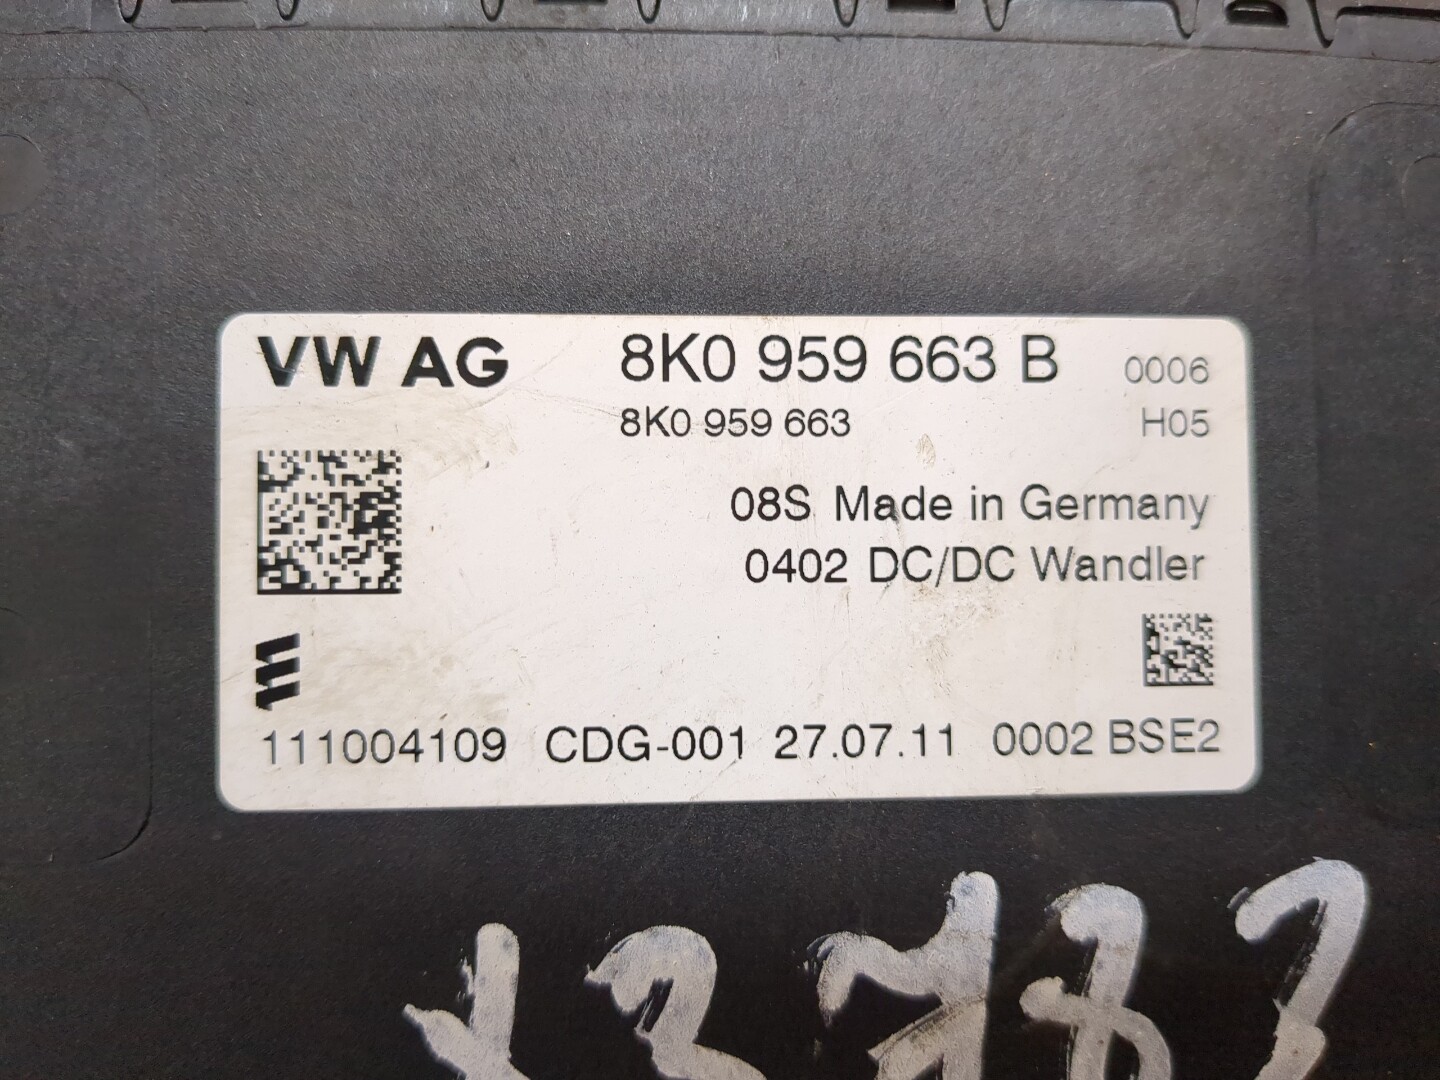 VW AG 8K0 959 663 B 0006
8K0 959 663 H05
08S Made in Germany
0402 DC/DC Wandler
111004109 CDG-001 27.07.11 0002 BSE2